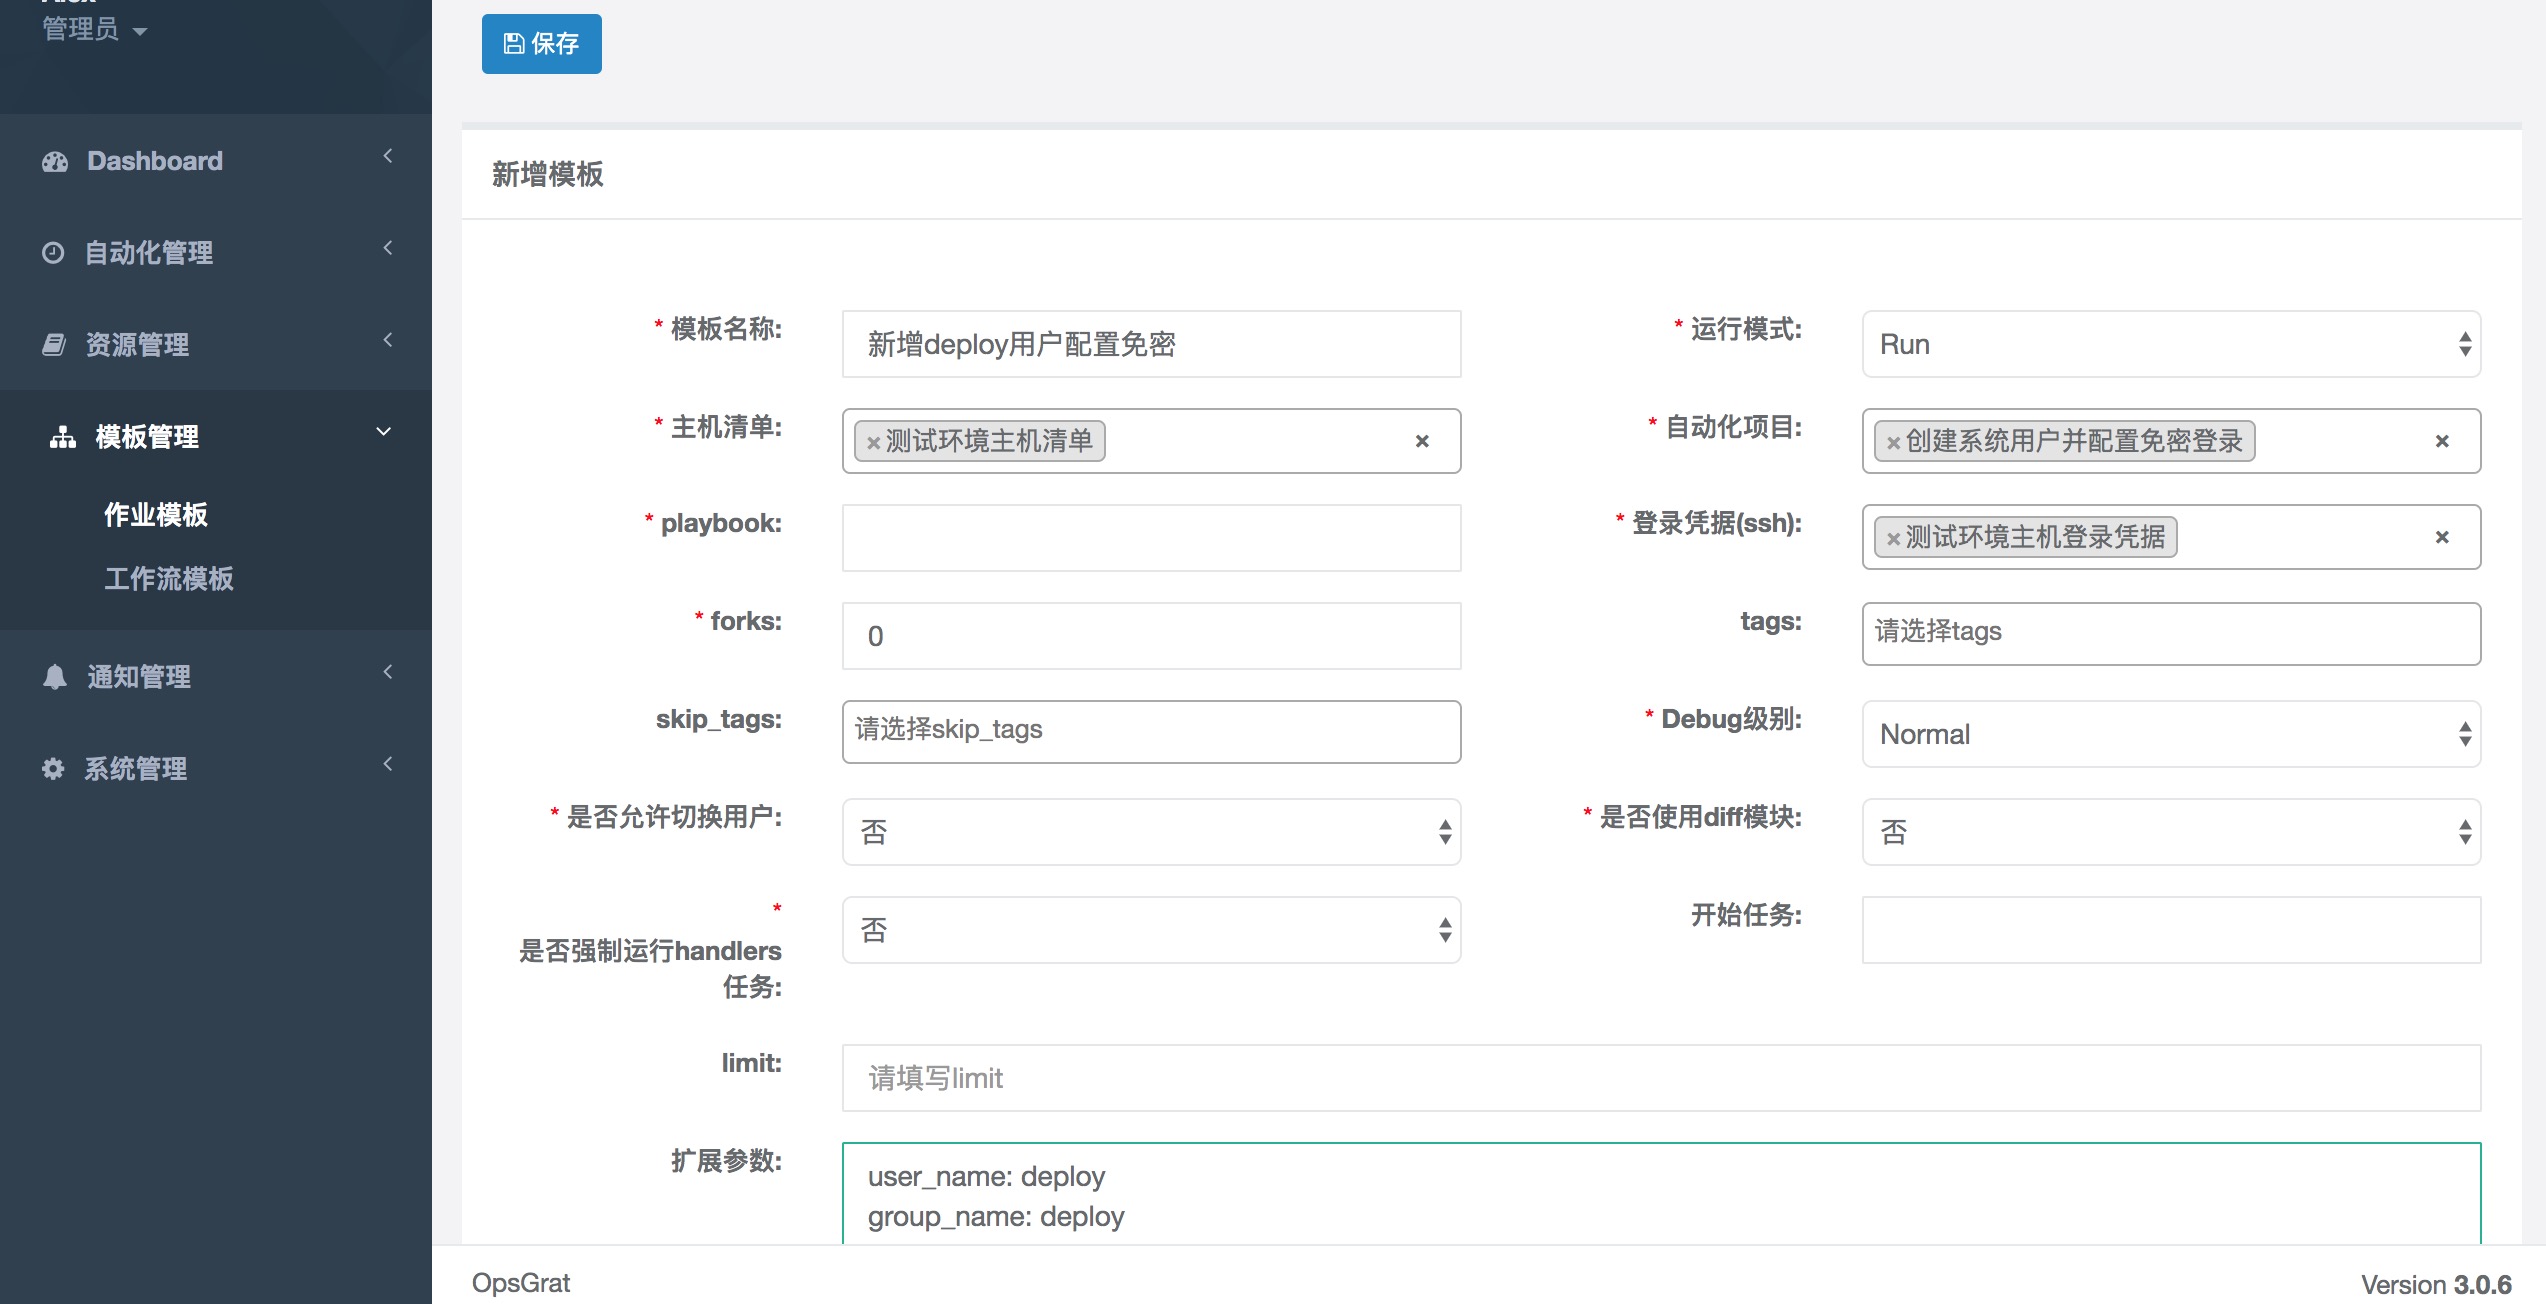 管理员
保存
Dashboard
自动化管理
资源管理
模板管理
作业模板
工作流模板
通知管理
系统管理
新增模板
* 模板名称: 新增deploy用户配置免密
* 运行模式: Run
* 主机清单: ×测试环境主机清单 ×
* 自动化项目: ×创建系统用户并配置免密登录 ×
* playbook:
* 登录凭据(ssh): ×测试环境主机登录凭据 ×
* forks: 0
tags: 请选择tags
skip_tags: 请选择skip_tags
* Debug级别: Normal
* 是否允许切换用户: 否
* 是否使用diff模块: 否
*
是否强制运行handlers
任务:
否
开始任务:
limit: 请填写limit
扩展参数: user_name: deploy
group_name: deploy
OpsGrat
Version 3.0.6